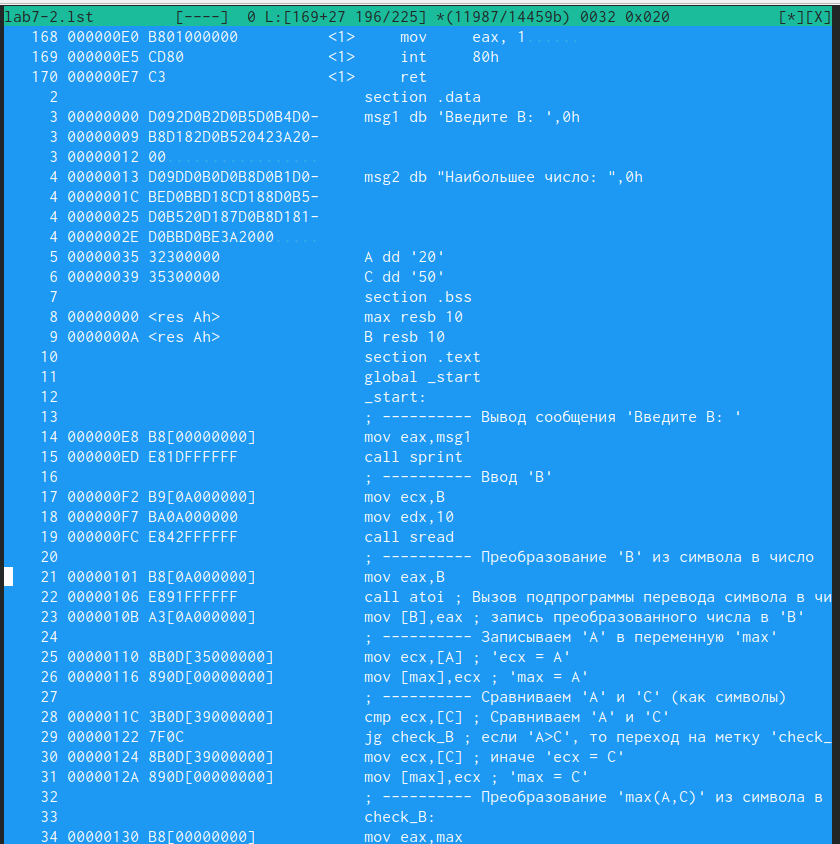 lab7-2.lst [----] 0 L:[169+27 196/225] *(11987/14459b) 0032 0x020 [*][X]
168 000000E0 B801000000 <1> mov eax, 1......
169 000000E5 CD80 <1> int 80h
170 000000E7 C3 <1> ret
2 section .data
3 00000000 D092D0B2D0B5D0B4D0- msg1 db 'Введите B: ',0h
3 00000009 B8D182D0B520423A20-
3 00000012 00.................
4 00000013 D09DD0B0D0B8D0B1D0- msg2 db "Наибольшее число: ",0h
4 0000001C BED0BBD18CD188D0B5-
4 00000025 D0B520D187D0B8D181-
4 0000002E D0BBD0BE3A2000.....
5 00000035 32300000 A dd '20'
6 00000039 35300000 C dd '50'
7 section .bss
8 00000000 <res Ah> max resb 10
9 0000000A <res Ah> B resb 10
10 section .text
11 global _start
12 _start:
13 ; ---------- Вывод сообщения 'Введите B: '
14 000000E8 B8[00000000] mov eax,msg1
15 000000ED E81DFFFFFF call sprint
16 ; ---------- Ввод 'B'
17 000000F2 B9[0A000000] mov ecx,B
18 000000F7 BA0A000000 mov edx,10
19 000000FC E842FFFFFF call sread
20 ; ---------- Преобразование 'B' из символа в число
21 00000101 B8[0A000000] mov eax,B
22 00000106 E891FFFFFF call atoi ; Вызов подпрограммы перевода символа в чи
23 0000010B A3[0A000000] mov [B],eax ; запись преобразованного числа в 'B'
24 ; ---------- Записываем 'A' в переменную 'max'
25 00000110 8B0D[35000000] mov ecx,[A] ; 'ecx = A'
26 00000116 890D[00000000] mov [max],ecx ; 'max = A'
27 ; ---------- Сравниваем 'A' и 'C' (как символы)
28 0000011C 3B0D[39000000] cmp ecx,[C] ; Сравниваем 'A' и 'C'
29 00000122 7F0C jg check_B ; если 'A>C', то переход на метку 'check_
30 00000124 8B0D[39000000] mov ecx,[C] ; иначе 'ecx = C'
31 0000012A 890D[00000000] mov [max],ecx ; 'max = C'
32 ; ---------- Преобразование 'max(A,C)' из символа в
33 check_B:
34 00000130 B8[00000000] mov eax,max